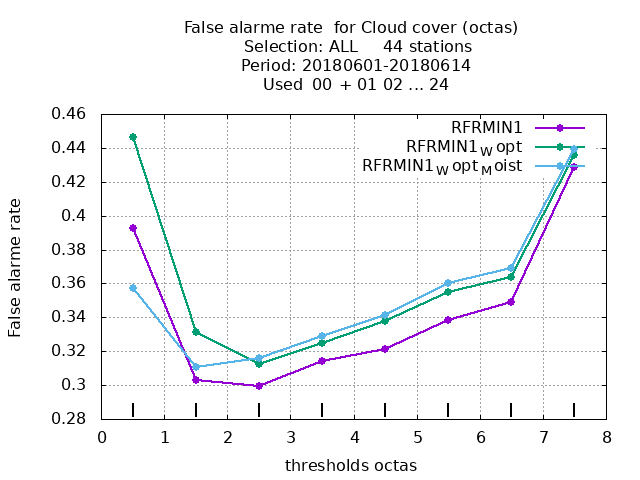 False alarme rate  for Cloud cover (octas)
Selection: ALL     44 stations
Period: 20180601-20180614
Used  00  + 01 02 ... 24
RFRMIN1
RFRMIN1W opt
RFRMIN1W optM oist
False alarme rate
0.46
0.44
0.42
0.4
0.38
0.36
0.34
0.32
0.3
0.28
0 1 2 3 4 5 6 7 8
thresholds octas